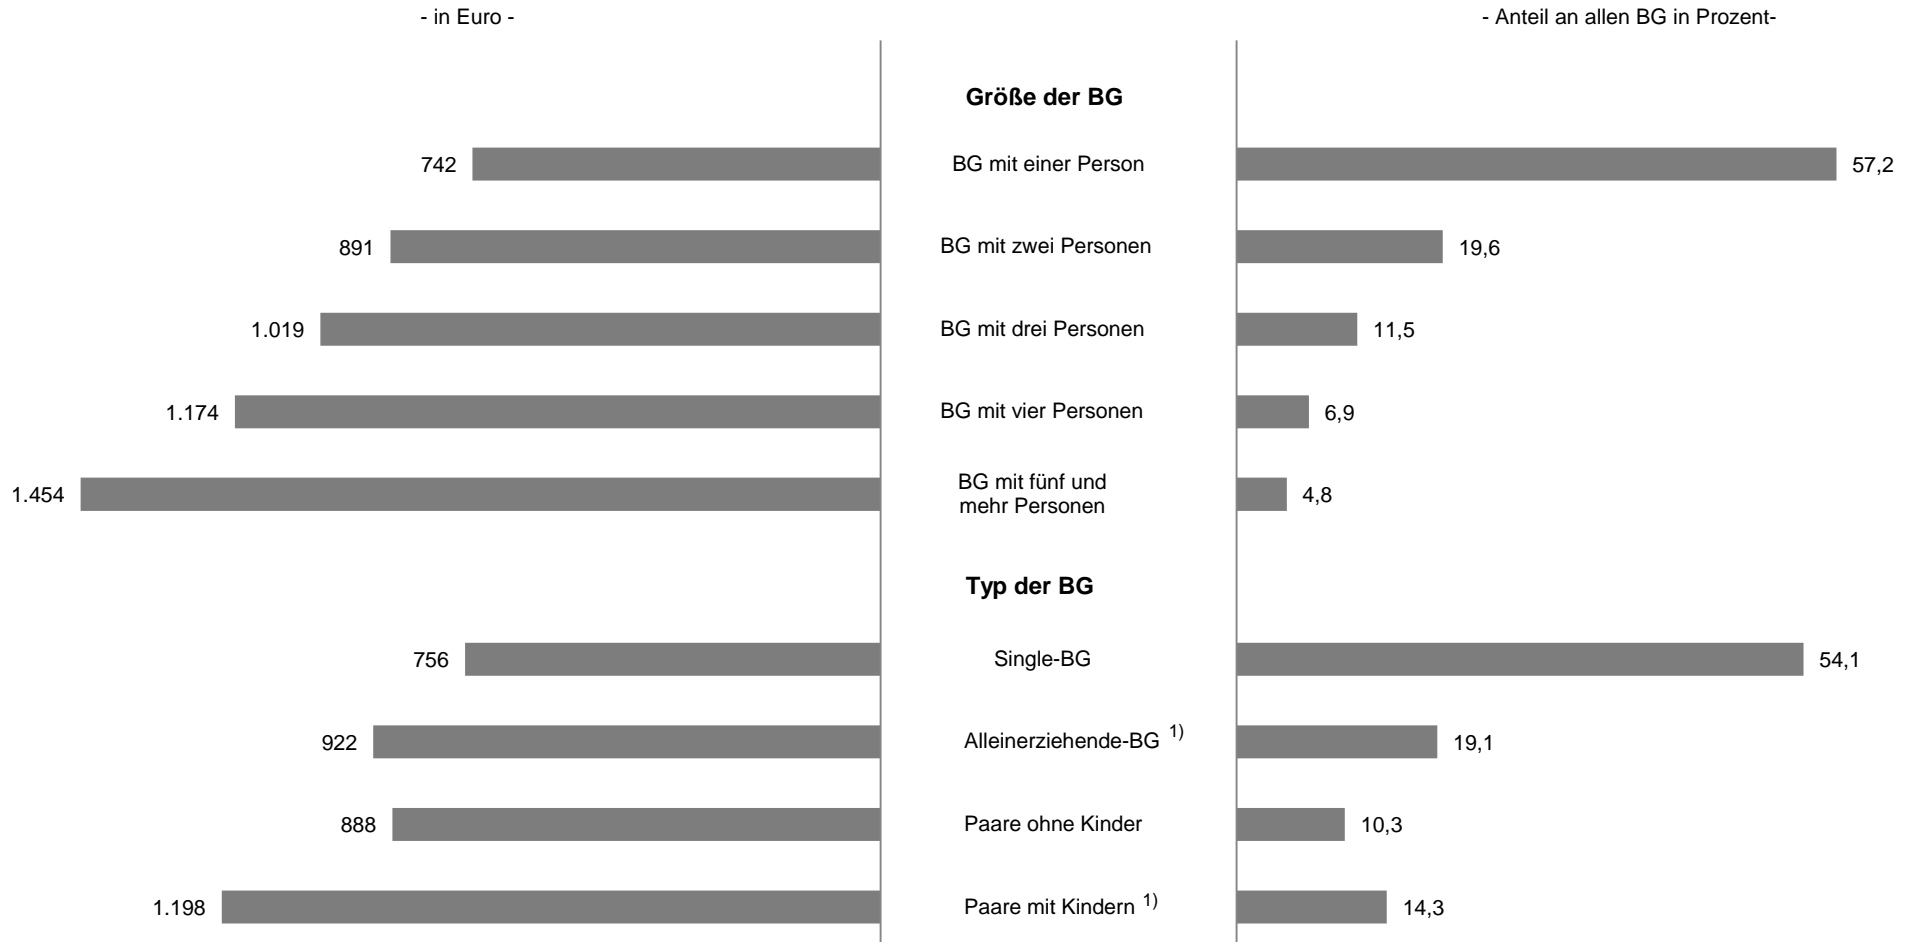 - in Euro -
- Anteil an allen BG in Prozent-
Größe der BG
742 BG mit einer Person 57,2
891 BG mit zwei Personen 19,6
1.019 BG mit drei Personen 11,5
1.174 BG mit vier Personen 6,9
1.454 BG mit fünf und
mehr Personen 4,8
Typ der BG
756 Single-BG 54,1
922 Alleinerziehende-BG 1) 19,1
888 Paare ohne Kinder 10,3
1.198 Paare mit Kindern 1) 14,3